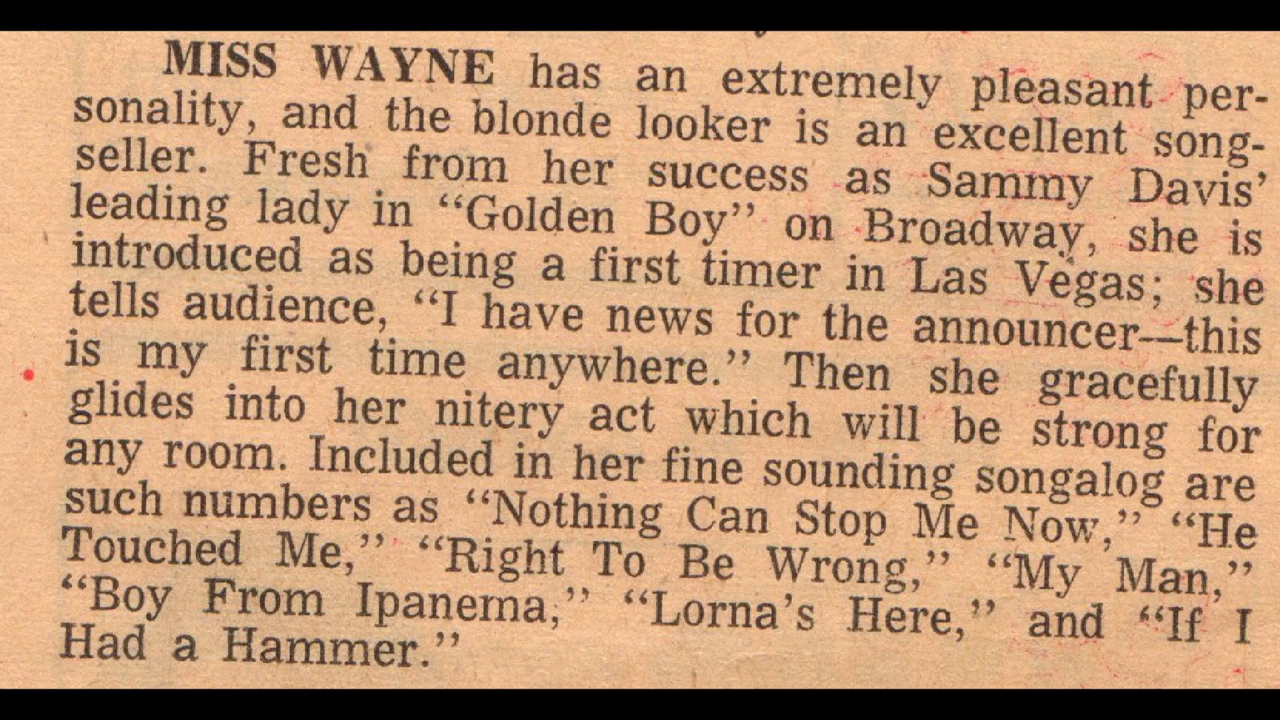 MISS WAYNE has an extremely pleasant per-
sonality, and the blonde looker is an excellent song-
seller. Fresh from her success as Sammy Davis'
leading lady in “Golden Boy” on Broadway, she is
introduced as being a first timer in Las Vegas; she
tells audience, “I have news for the announcer—this
is my first time anywhere.” Then she gracefully
glides into her nitery act which will be strong for
any room. Included in her fine sounding songalog are
such numbers as “Nothing Can Stop Me Now,” “He
Touched Me,” “Right To Be Wrong,” “My Man,”
“Boy From Ipanema,” “Lorna's Here,” and “If I
Had a Hammer.”